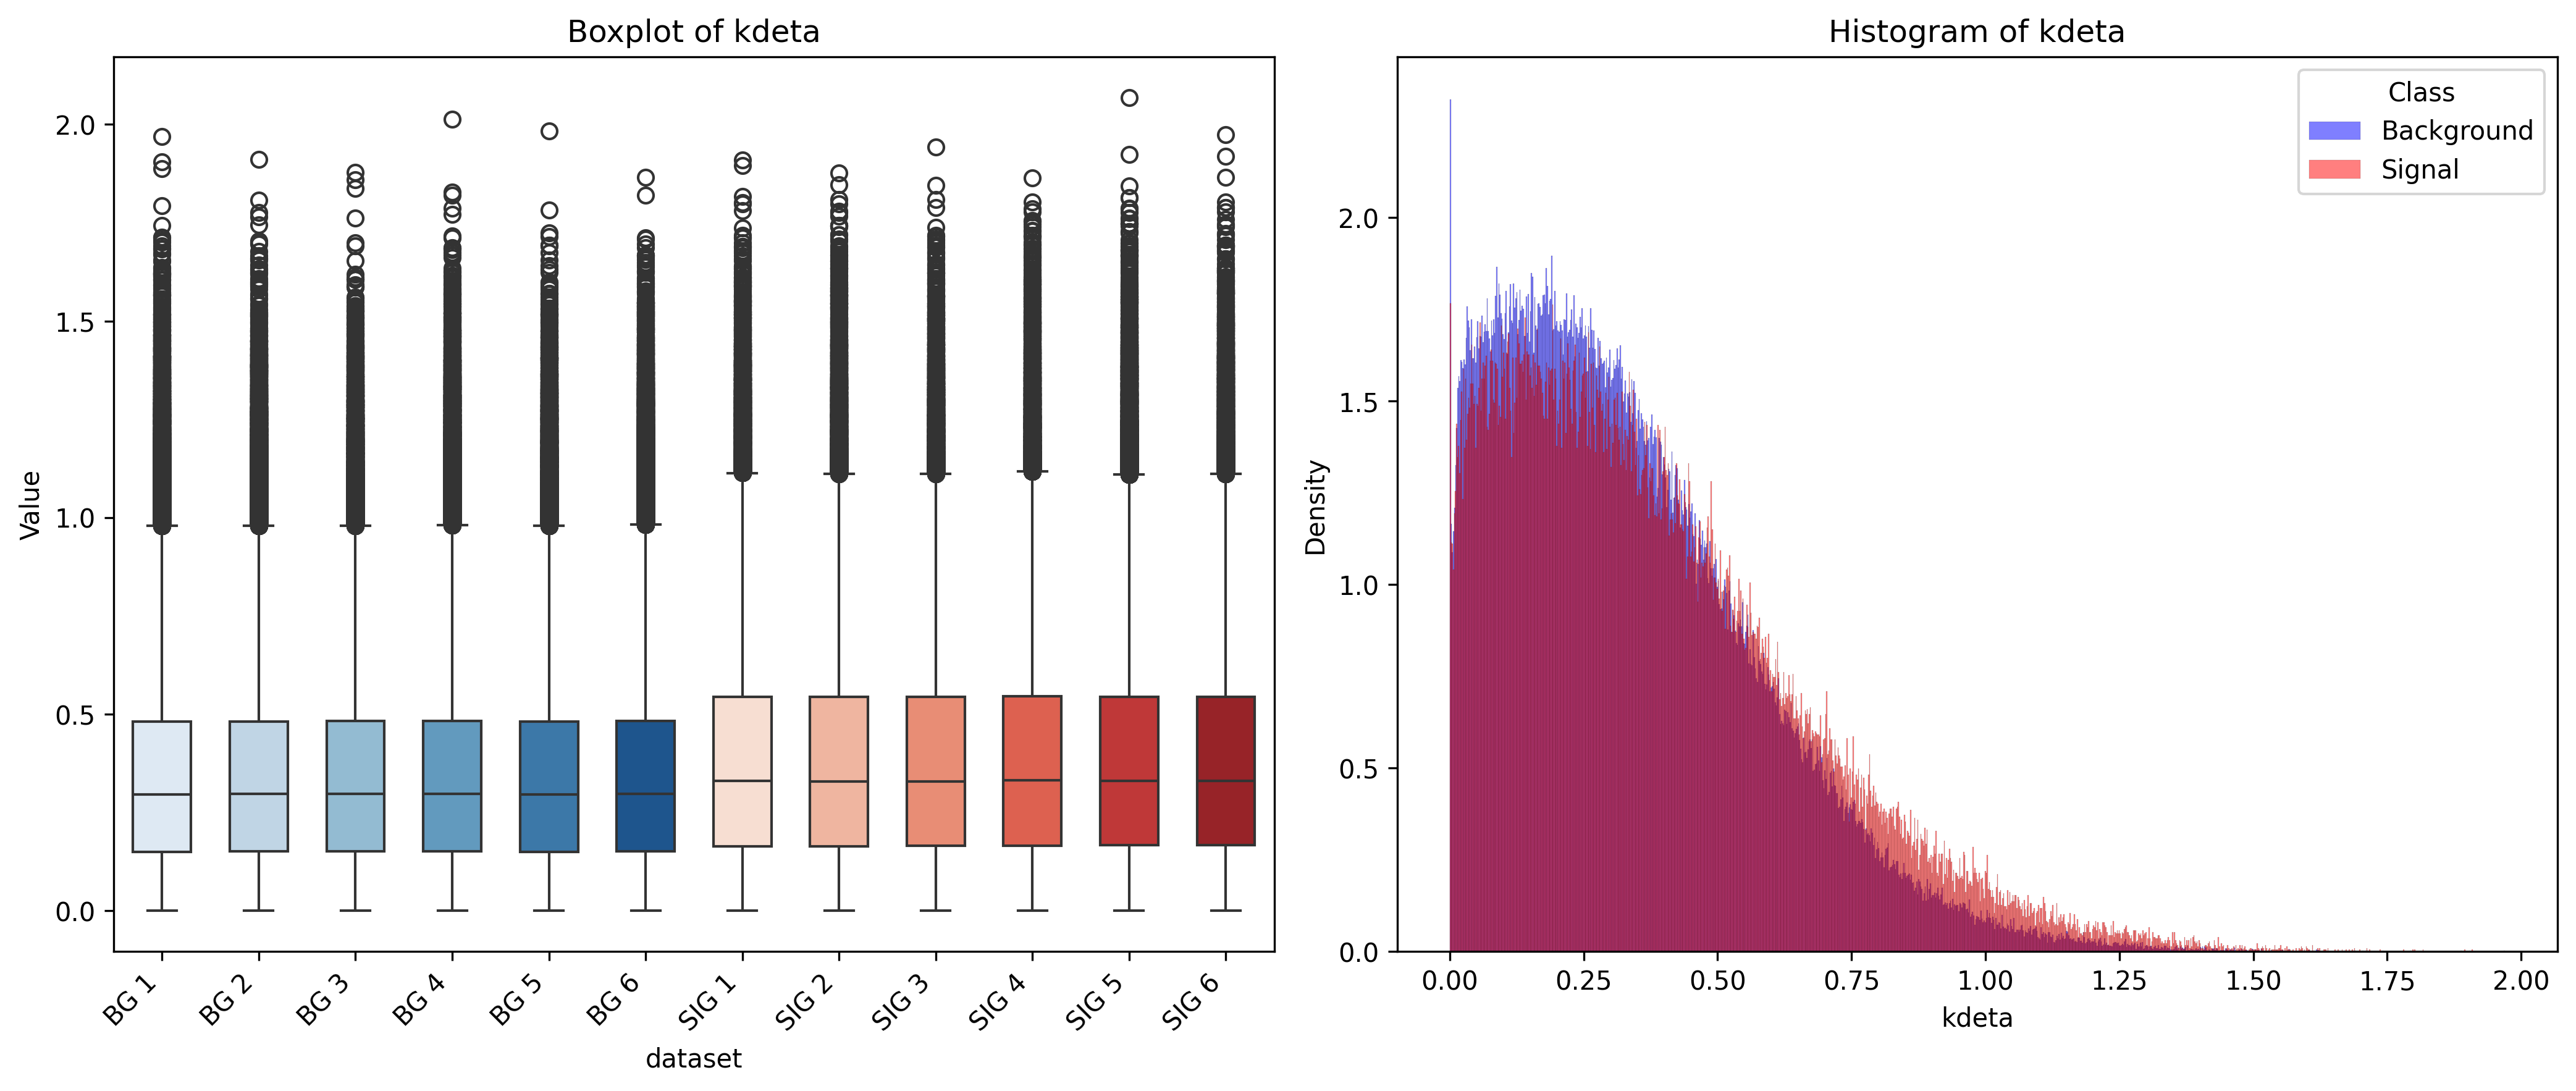 Boxplot of kdeta
Value
2.0
1.5
1.0
0.5
0.0
BG 1
BG 2
BG 3
BG 4
BG 5
BG 6
SIG 1
SIG 2
SIG 3
SIG 4
SIG 5
SIG 6
dataset
Histogram of kdeta
Class
Background
Signal
Density
2.0
1.5
1.0
0.5
0.0
0.00 0.25 0.50 0.75 1.00 1.25 1.50 1.75 2.00
kdeta